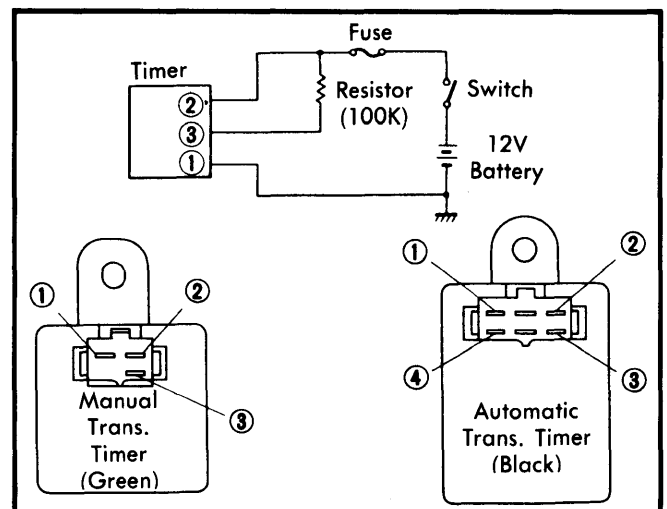 Fuse
Timer
②
③
①
Resistor
(100K)
Switch
12V
Battery
①
②
③
Manual
Trans.
Timer
(Green)
①
②
④
③
Automatic
Trans. Timer
(Black)